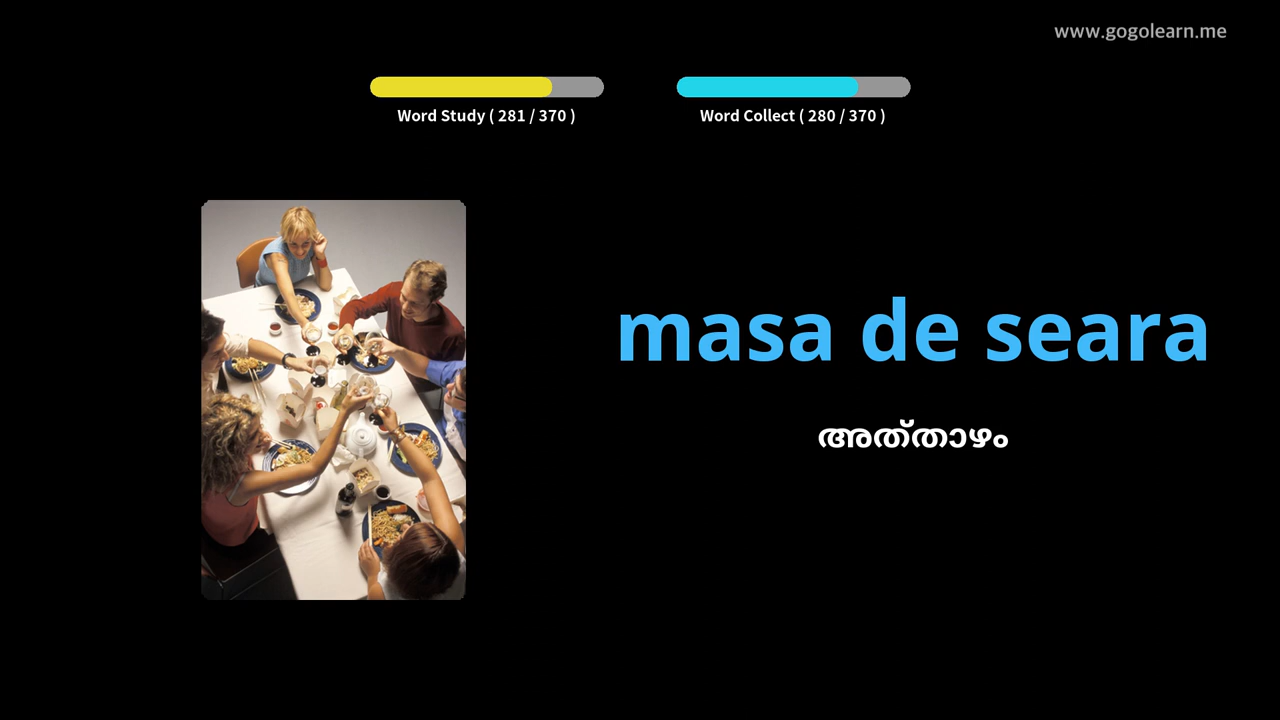 www.gogolearn.me
Word Study ( 281 / 370 )
Word Collect ( 280 / 370 )
masa de seara
അത്താഴം